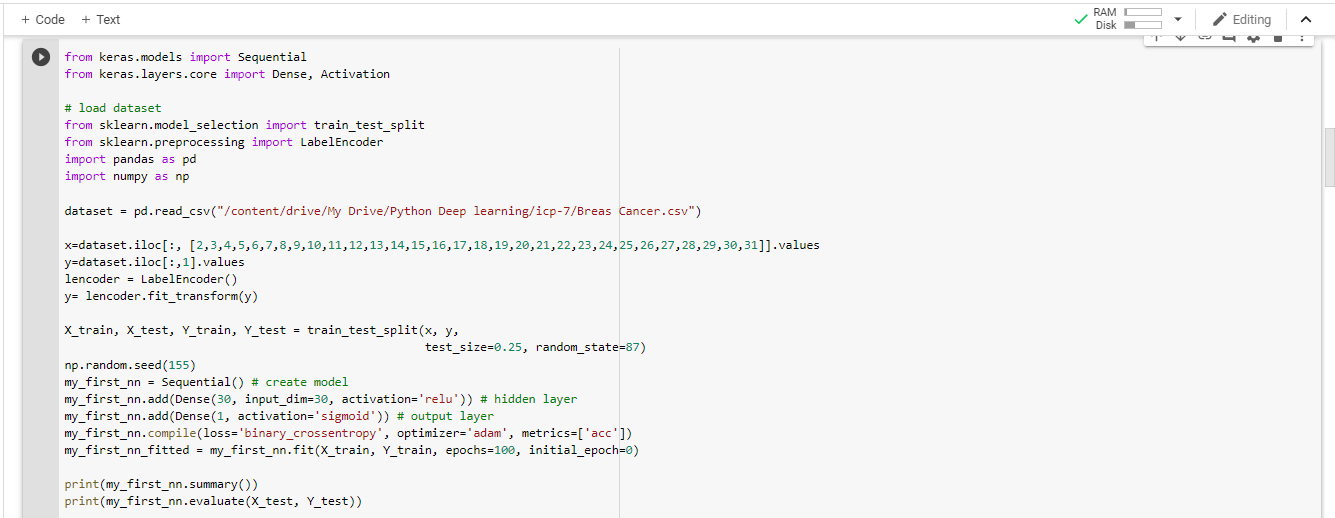 + Code + Text
RAM
Disk
Editing
from keras.models import Sequential
from keras.layers.core import Dense, Activation
# load dataset
from sklearn.model_selection import train_test_split
from sklearn.preprocessing import LabelEncoder
import pandas as pd
import numpy as np
dataset = pd.read_csv("/content/drive/My Drive/Python Deep learning/icp-7/Breas Cancer.csv")
x=dataset.iloc[:, [2,3,4,5,6,7,8,9,10,11,12,13,14,15,16,17,18,19,20,21,22,23,24,25,26,27,28,29,30,31]].values
y=dataset.iloc[:,1].values
lencoder = LabelEncoder()
y= lencoder.fit_transform(y)
X_train, X_test, Y_train, Y_test = train_test_split(x, y,
test_size=0.25, random_state=87)
np.random.seed(155)
my_first_nn = Sequential() # create model
my_first_nn.add(Dense(30, input_dim=30, activation='relu')) # hidden layer
my_first_nn.add(Dense(1, activation='sigmoid')) # output layer
my_first_nn.compile(loss='binary_crossentropy', optimizer='adam', metrics=['acc'])
my_first_nn_fitted = my_first_nn.fit(X_train, Y_train, epochs=100, initial_epoch=0)
print(my_first_nn.summary())
print(my_first_nn.evaluate(X_test, Y_test))